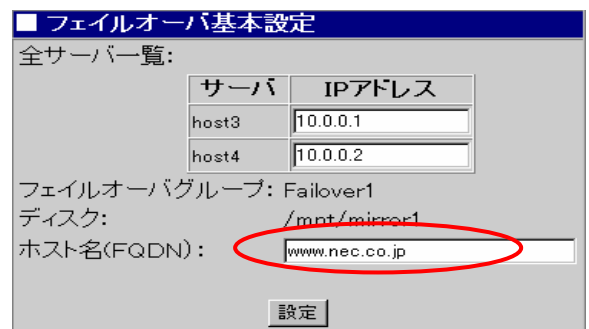 ■ フェイルオーバ基本設定
全サーバ一覧:
サーバ IPアドレス
host3 10.0.0.1
host4 10.0.0.2
フェイルオーバグループ: Failover1
ディスク: /mnt/mirror1
ホスト名(FQDN): www.nec.co.jp
設定